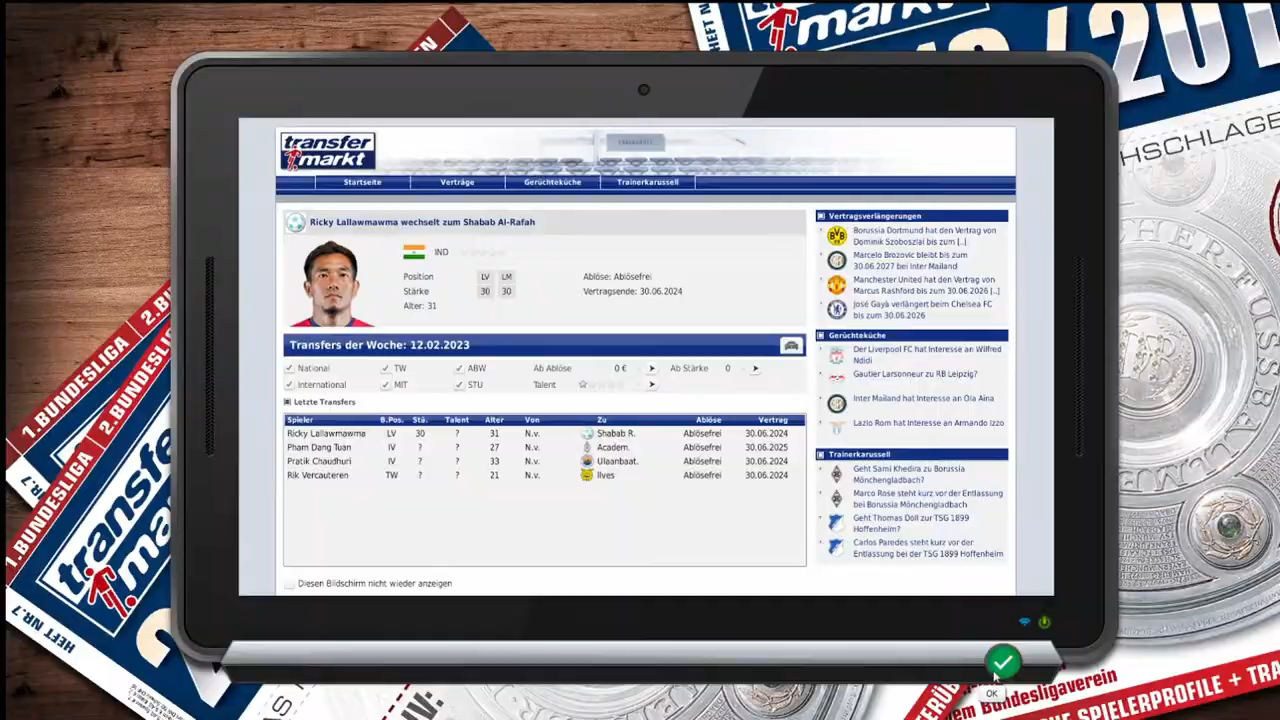 transfer
markt
Startseite
Verträge
Gerüchteküche
Trainerkarussell
Ricky Lallawmawma wechselt zum Shabab Al-Rafah
IND
Position LV LM Ablöse: Ablösefrei
Stärke 30 30 Vertragsende: 30.06.2024
Alter: 31
Transfers der Woche: 12.02.2023
National TW ABW Ab Ablöse 0 € Ab Stärke 0
International MIT STU Talent
Letzte Transfers
Spieler B.Pos. Stä. Talent Alter Von Zu Ablöse Vertrag
Ricky Lallawmawma LV 30 ? 31 N.v. Shabab R. Ablösefrei 30.06.2024
Pham Dang Tuan IV ? ? 27 N.v. Academ. Ablösefrei 30.06.2025
Pratik Chaudhuri IV ? ? 33 N.v. Ulaanbaat. Ablösefrei 30.06.2024
Rik Vercauteren TW ? ? 21 N.v. Ilves Ablösefrei 30.06.2024
Diesen Bildschirm nicht wieder anzeigen
Vertragsverlängerungen
Borussia Dortmund hat den Vertrag von
Dominik Szoboszlai bis zum [..]
Marcelo Brozovic bleibt bis zum
30.06.2027 bei Inter Mailand
Manchester United hat den Vertrag von
Marcus Rashford bis zum 30.06.2026 [..]
José Gayà verlängert beim Chelsea FC
bis zum 30.06.2026
Gerüchteküche
Der Liverpool FC hat Interesse an Wilfred
Ndidi
Gautier Larsonneur zu RB Leipzig?
Inter Mailand hat Interesse an Ola Aina
Lazio Rom hat Interesse an Armando Izzo
Trainerkarussell
Geht Sami Khedira zu Borussia
Mönchengladbach?
Marco Rose steht kurz vor der Entlassung
bei Borussia Mönchengladbach
Geht Thomas Doll zur TSG 1899
Hoffenheim?
Carlos Paredes steht kurz vor der
Entlassung bei der TSG 1899 Hoffenheim
OK
1.BUNDESLIGA
2.BUNDESLIGA
1.BUNDESLIGA
HEFT NR.7
SPIELERPROFILE + TRA
Bundesligaverein